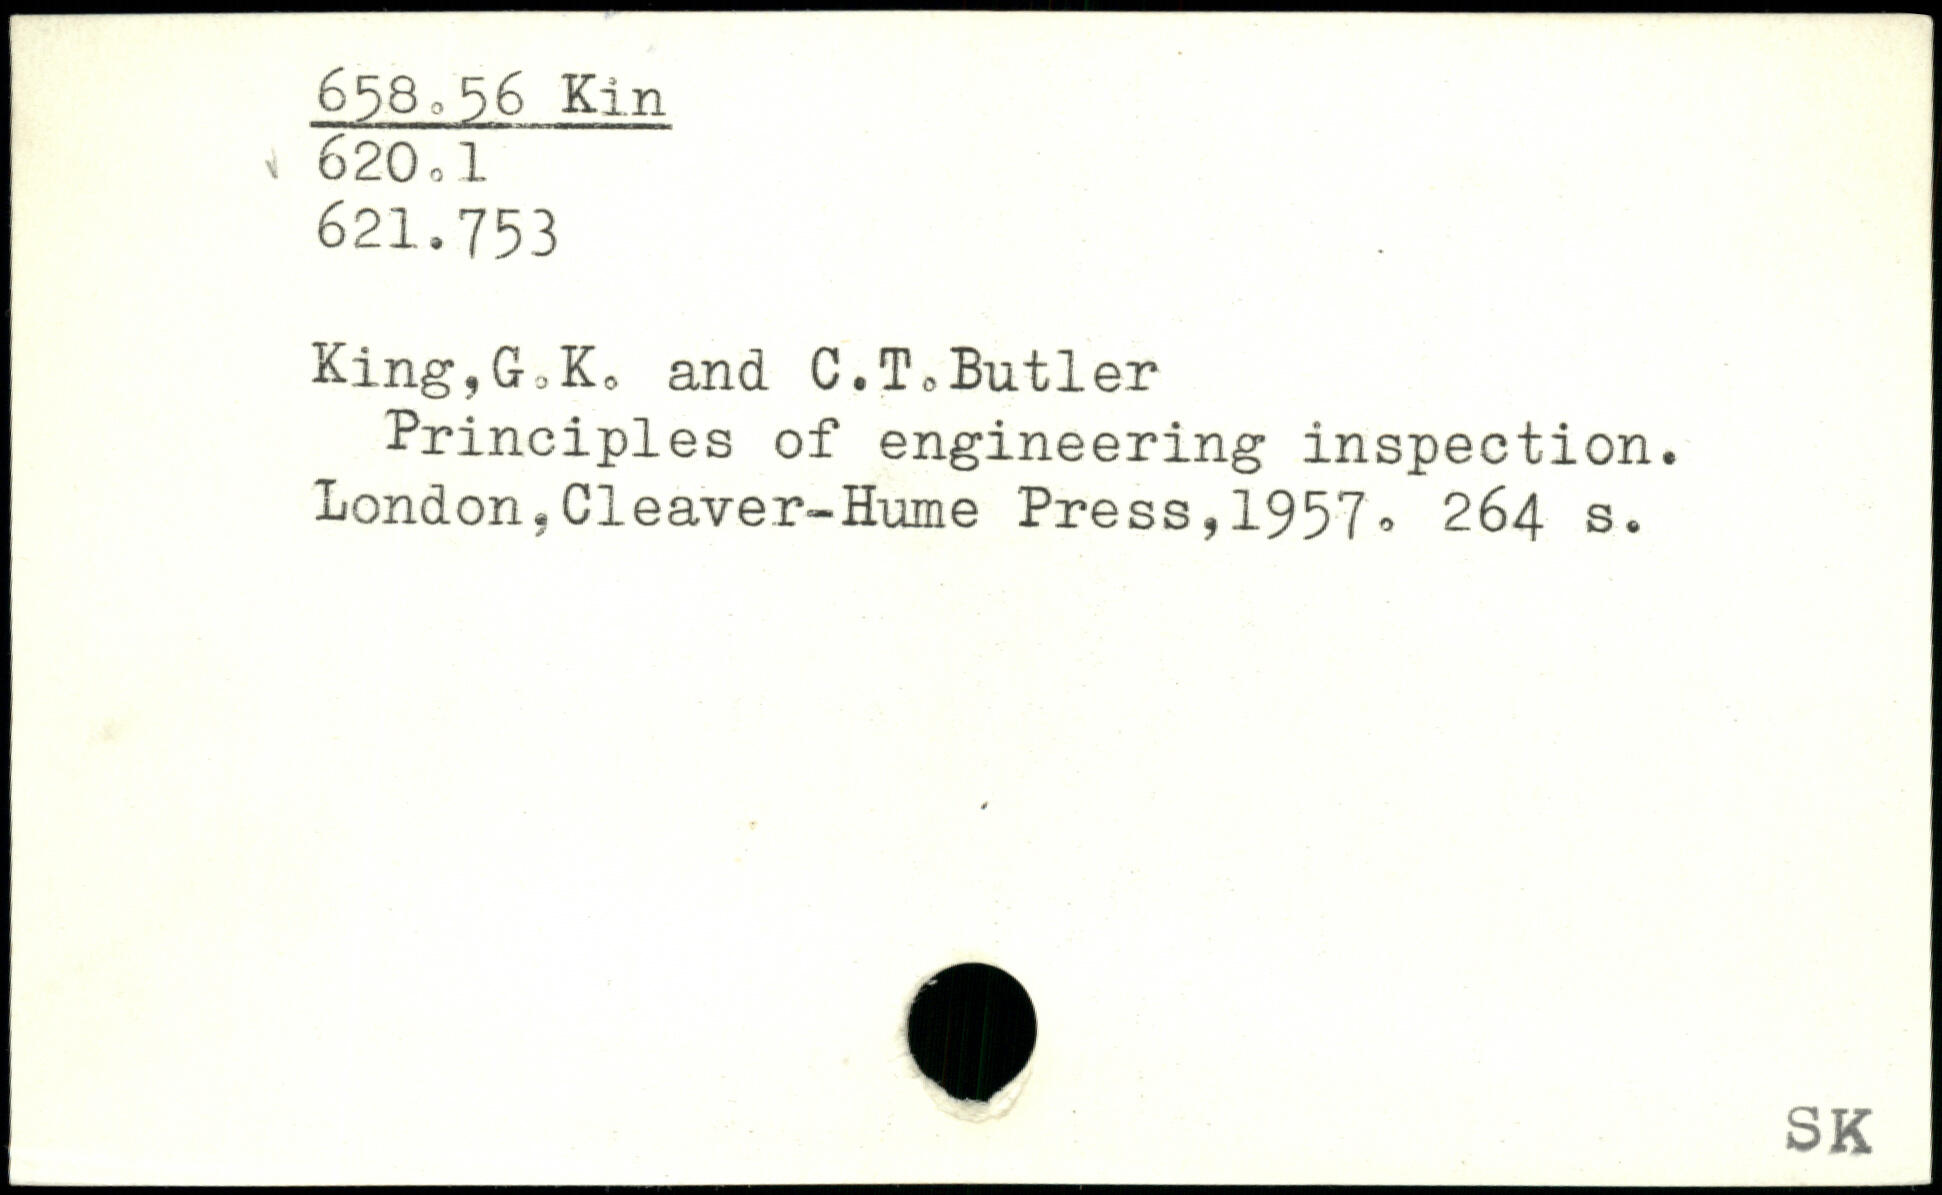 658.56 Kin
620.1
621.753
King,G.K. and C.T.Butler
Principles of engineering inspection.
London,Cleaver-Hume Press,1957. 264 s.
SK